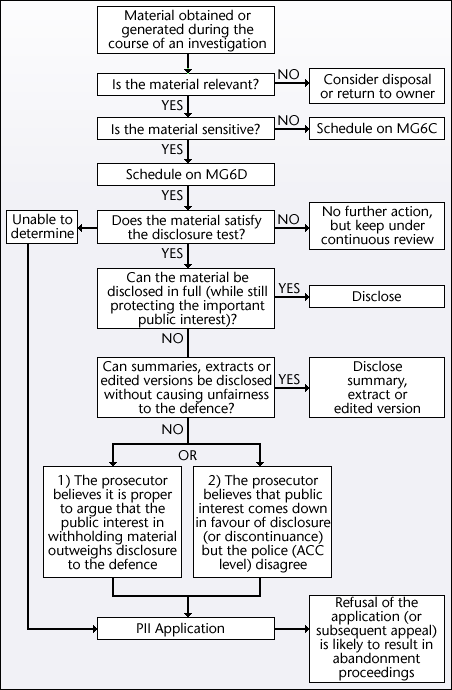 Material obtained or
generated during the
course of an investigation
Is the material relevant?
NO
Consider disposal
or return to owner
YES
Is the material sensitive?
NO
Schedule on MG6C
YES
Schedule on MG6D
YES
Unable to
determine
Does the material satisfy
the disclosure test?
NO
No further action,
but keep under
continuous review
YES
Can the material be
disclosed in full (while still
protecting the important
public interest)?
YES
Disclose
NO
Can summaries, extracts or
edited versions be disclosed
without causing unfairness
to the defence?
YES
Disclose
summary,
extract or
edited version
NO
OR
1) The prosecutor
believes it is proper
to argue that the
public interest in
withholding material
outweighs disclosure
to the defence
2) The prosecutor
believes that public
interest comes down
in favour of disclosure
(or discontinuance)
but the police (ACC
level) disagree
PII Application
Refusal of the
application (or
subsequent appeal)
is likely to result in
abandonment
proceedings